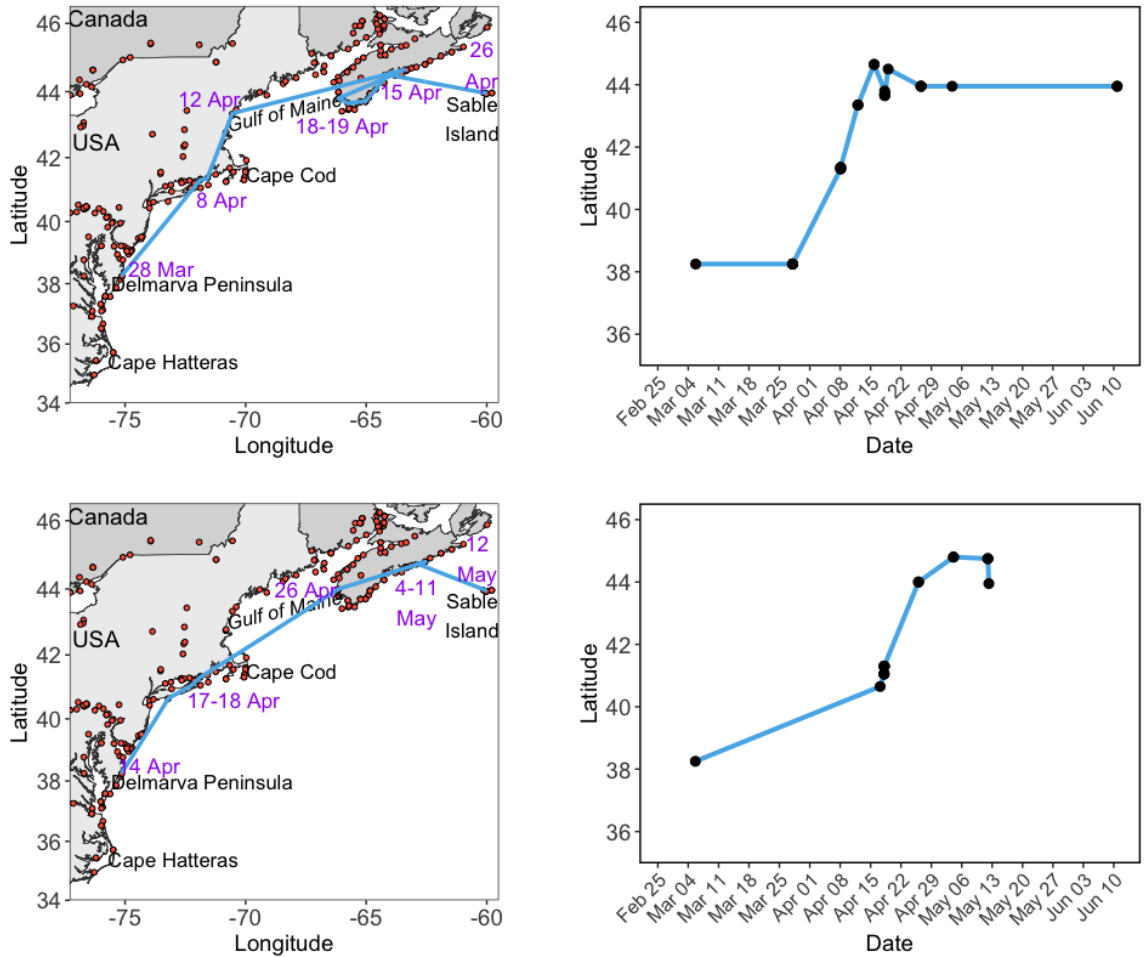 Canada
46
26
Apr
44
12 Apr
15 Apr
Gulf of Maine
Sable
18-19 Apr
Island
USA
42
Cape Cod
8 Apr
40
28 Mar
38
Delmarva Peninsula
36
Cape Hatteras
34
-75
-70
-65
-60
Longitude
Latitude
46
44
42
40
38
36
Latitude
Feb 25
Mar 04
Mar 11
Mar 18
Mar 25
Apr 01
Apr 08
Apr 15
Apr 22
Apr 29
May 06
May 13
May 20
May 27
Jun 03
Jun 10
Date
Canada
46
12
May
44
26 Apr
4-11
May
Gulf of Maine
Sable
Island
USA
42
Cape Cod
17-18 Apr
40
14 Apr
38
Delmarva Peninsula
36
Cape Hatteras
34
-75
-70
-65
-60
Longitude
Latitude
46
44
42
40
38
36
Latitude
Feb 25
Mar 04
Mar 11
Mar 18
Mar 25
Apr 01
Apr 08
Apr 15
Apr 22
Apr 29
May 06
May 13
May 20
May 27
Jun 03
Jun 10
Date